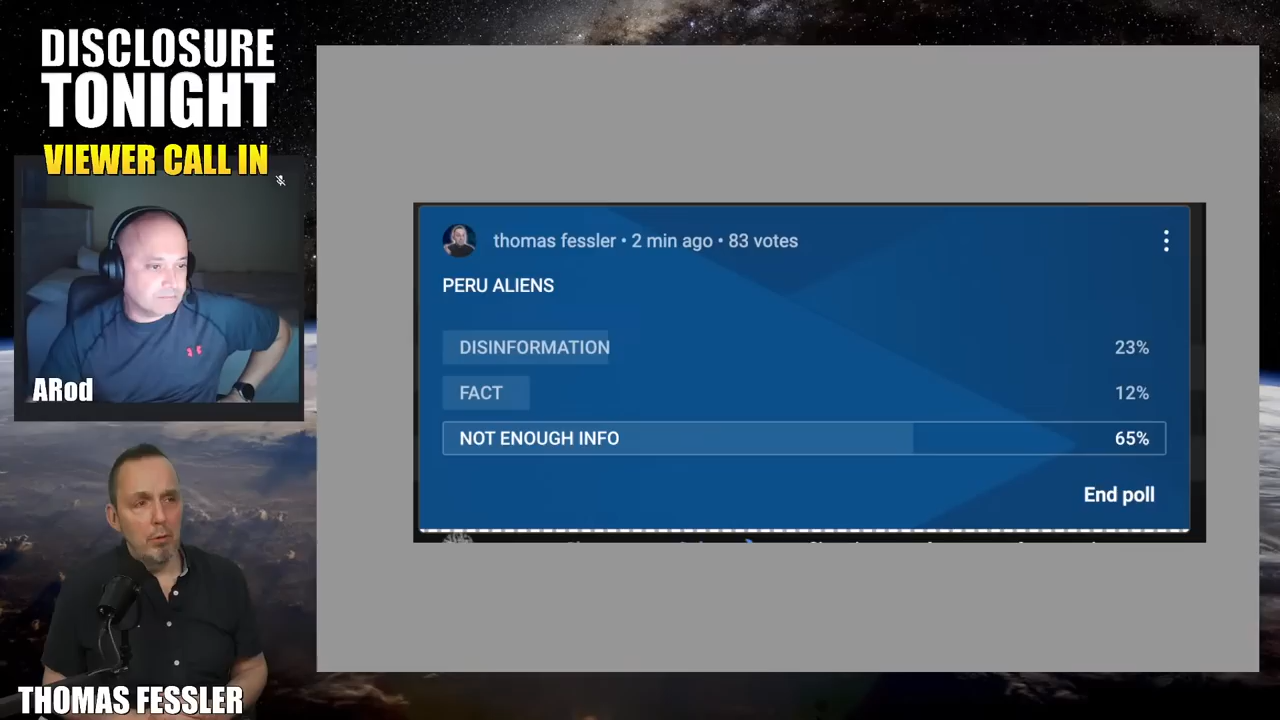 DISCLOSURE
TONIGHT
VIEWER CALL IN
ARod
THOMAS FESSLER
thomas fessler • 2 min ago • 83 votes
PERU ALIENS
DISINFORMATION 23%
FACT 12%
NOT ENOUGH INFO 65%
End poll